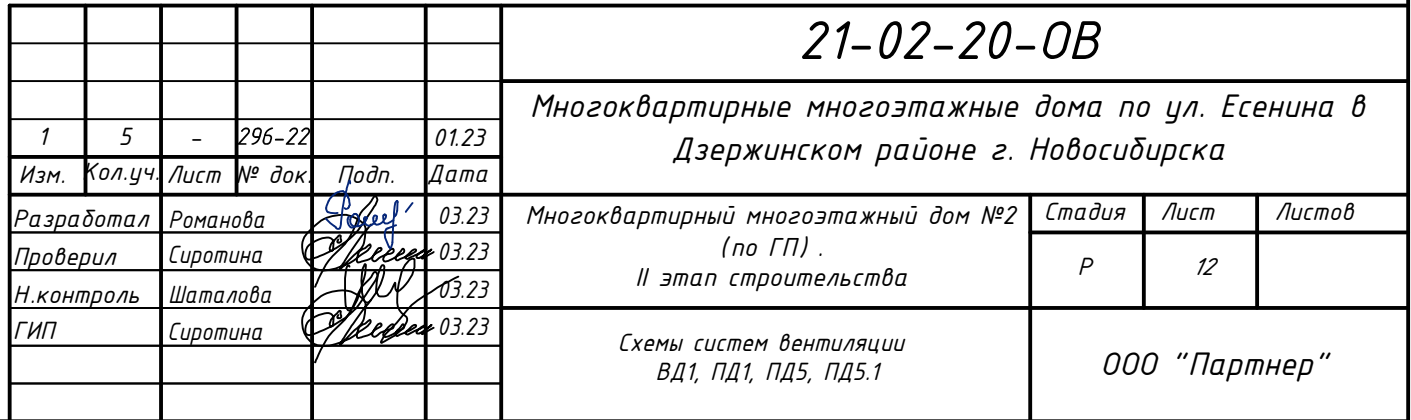 21-02-20-ОВ
Многоквартирные многоэтажные дома по ул. Есенина в
Дзержинском районе г. Новосибирска
1 5 - 296-22 01.23
Изм. Кол.уч. Лист № док. Подп. Дата
Разработал Романова 03.23
Проверил Сиротина 03.23
Н.контроль Шаталова 03.23
ГИП Сиротина 03.23
Многоквартирный многоэтажный дом №2
(по ГП) .
II этап строительства
Стадия Лист Листов
Р 12
Схемы систем вентиляции
ВД1, ПД1, ПД5, ПД5.1
ООО "Партнер"